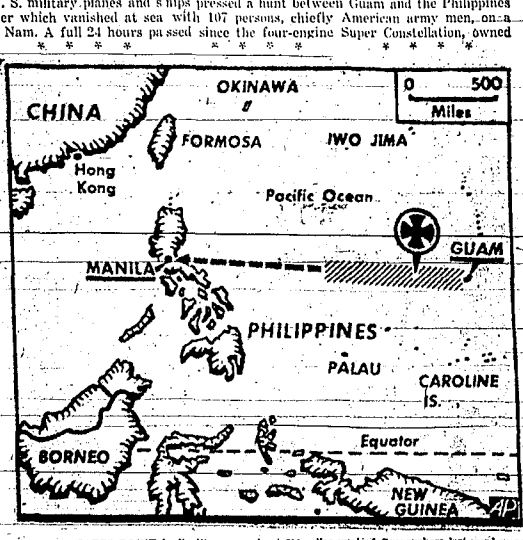 . S. military planes and ships pressed a hunt between Guam and the Philippines
er which vanished at sea with 107 persons, chiefly American army men, on a
Nam. A full 24 hours passed since the four-engine Super Constellation, owned
* * * * * * * * * * * *
OKINAWA
0 500
Miles
CHINA
FORMOSA
IWO JIMA
Hong
Kong
Pacific Ocean
GUAM
MANILA
PHILIPPINES
PALAU
CAROLINE
IS.
Equator
BORNEO
NEW
GUINEA
AP